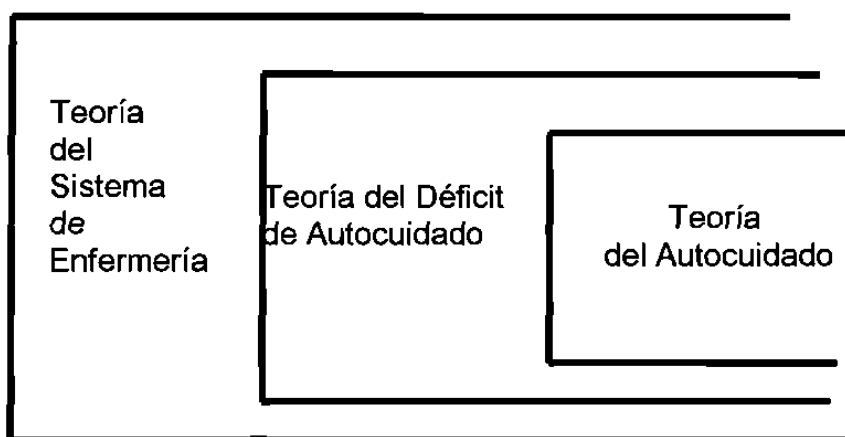 Teoría
del
Sistema
de
Enfermería
Teoría del Déficit
de Autocuidado
Teoría
del Autocuidado